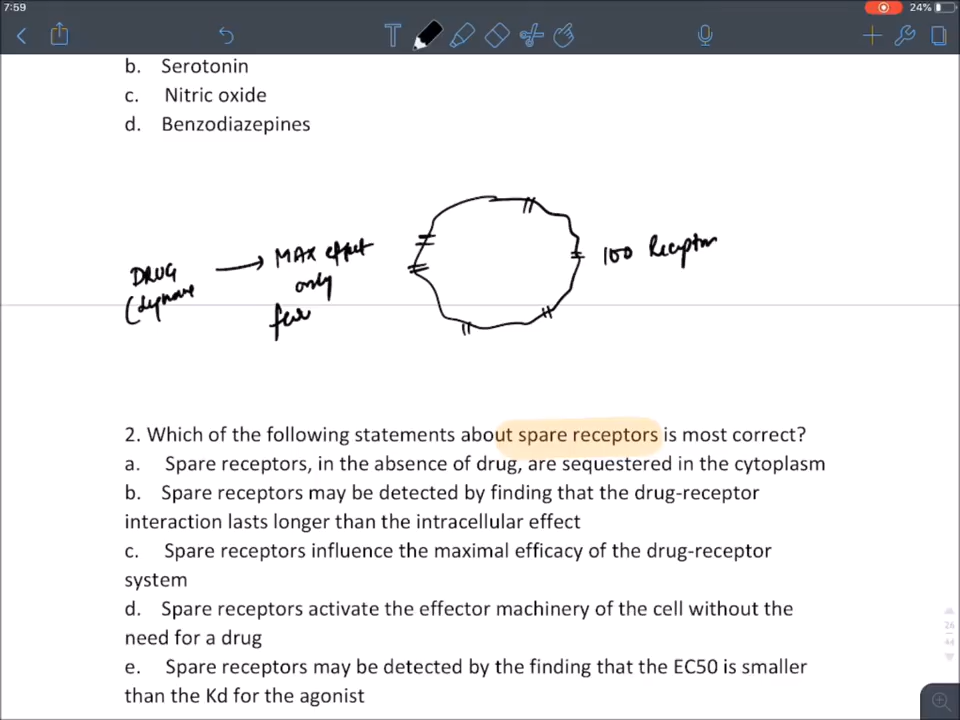 7:59
24%
T
b. Serotonin
c. Nitric oxide
d. Benzodiazepines
DRUG
MAX effect
only
few
100 Receptor
2. Which of the following statements about spare receptors is most correct?
a. Spare receptors, in the absence of drug, are sequestered in the cytoplasm
b. Spare receptors may be detected by finding that the drug-receptor
interaction lasts longer than the intracellular effect
c. Spare receptors influence the maximal efficacy of the drug-receptor
system
d. Spare receptors activate the effector machinery of the cell without the
need for a drug
e. Spare receptors may be detected by the finding that the EC50 is smaller
than the Kd for the agonist
26
44